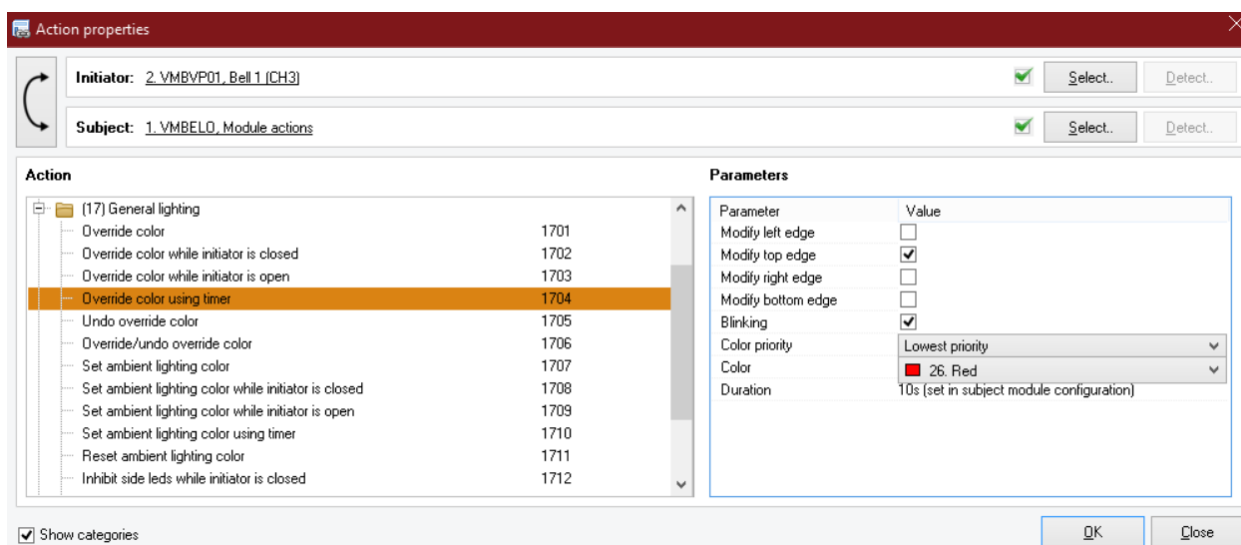 Action properties
Initiator: 2. VMBVP01, Bell 1 (CH3) Select.. Detect..
Subject: 1. VMBELO, Module actions Select.. Detect..
Action Parameters
(17) General lighting Parameter Value
Override color 1701 Modify left edge
Override color while initiator is closed 1702 Modify top edge
Override color while initiator is open 1703 Modify right edge
Override color using timer 1704 Modify bottom edge
Undo override color 1705 Blinking
Override/undo override color 1706 Color priority Lowest priority
Set ambient lighting color 1707 Color 26. Red
Set ambient lighting color while initiator is closed 1708 Duration 10s (set in subject module configuration)
Set ambient lighting color while initiator is open 1709
Set ambient lighting color using timer 1710
Reset ambient lighting color 1711
Inhibit side leds while initiator is closed 1712
Show categories OK Close